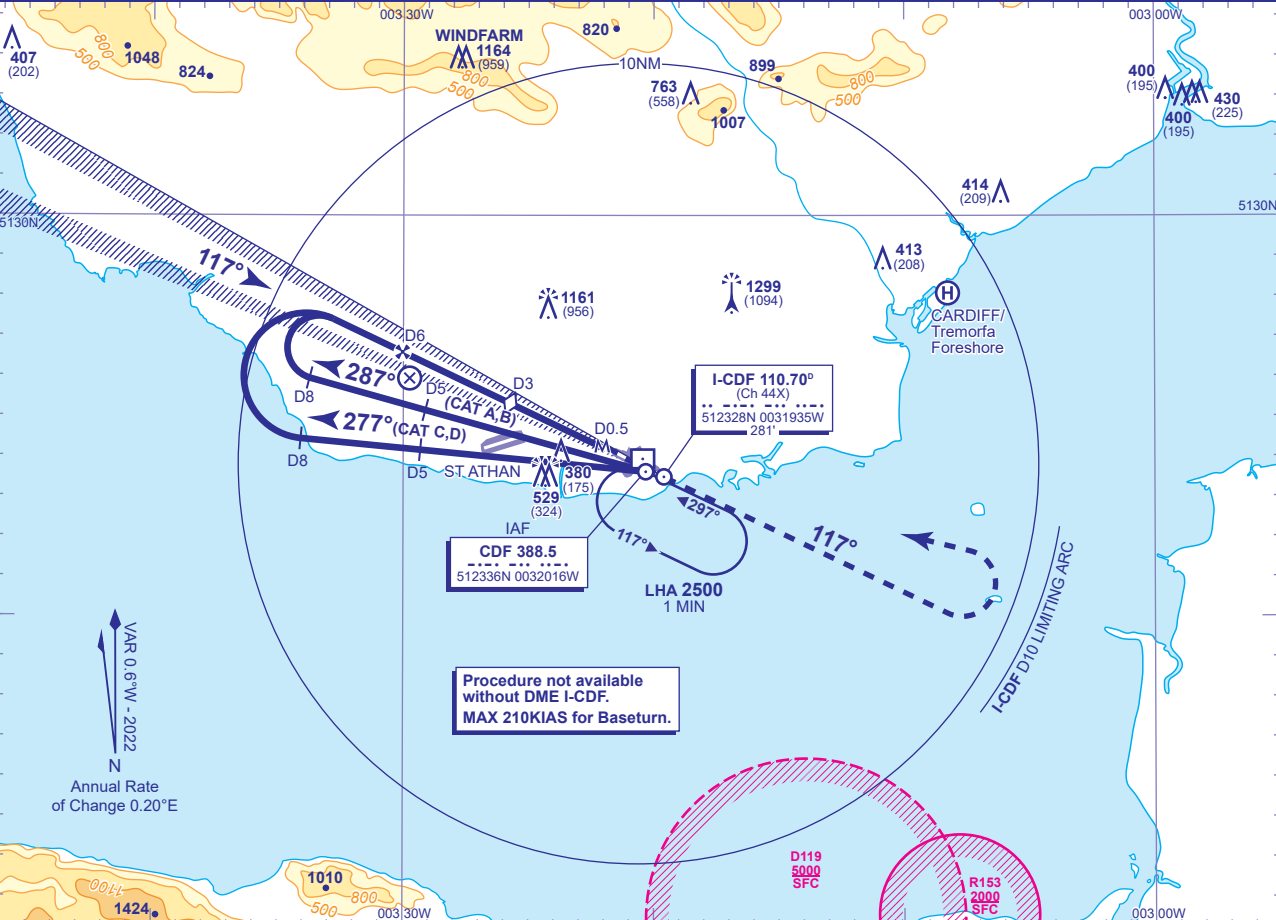 003.30W
003.00W
407
(202)
800
500
1048
824
WINDFARM
1164
(959)
800
500
820
10NM
763
(558)
899
1007
800
500
400
(195)
400
(195)
430
(225)
414
(209)
5130N
5130N
413
(208)
117°
1161
(956)
1299
(1094)
H
CARDIFF/
Tremorfa
Foreshore
D6
287°
D8
D5
(CAT A,B)
D3
277° (CAT C,D)
D0.5
D8
D5
ST ATHAN
380
(175)
529
(324)
I-CDF 110.70ᴰ
(Ch 44X)
·· −·−· −·· ··−·
512328N 0031935W
281'
IAF
CDF 388.5
−·−· −·· ··−·
512336N 0032016W
297°
117°
LHA 2500
1 MIN
117°
I-CDF D10 LIMITING ARC
VAR 0.6°W - 2022
N
Annual Rate
of Change 0.20°E
Procedure not available
without DME I-CDF.
MAX 210KIAS for Baseturn.
D119
5000
SFC
R153
2000
SFC
1100
1424
1010
800
500
003.30W
003.00W